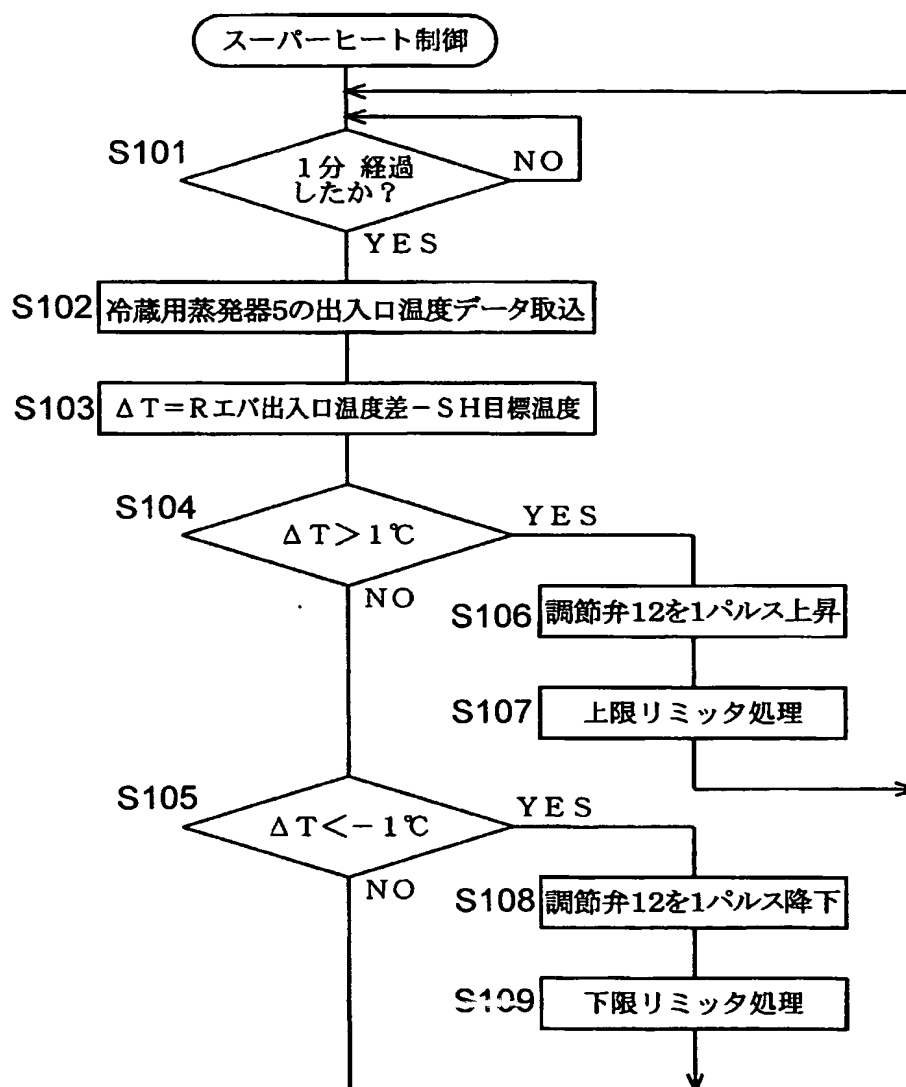 スーパーヒート制御
S101
1分 経過
したか？
NO
YES
S102
冷蔵用蒸発器5の出入口温度データ取込
S103
ΔT＝Rエバ出入口温度差－SH目標温度
S104
ΔT＞1℃
YES
NO
S106
調節弁12を1パルス上昇
S107
上限リミッタ処理
S105
ΔT＜－1℃
YES
NO
S108
調節弁12を1パルス降下
S109
下限リミッタ処理